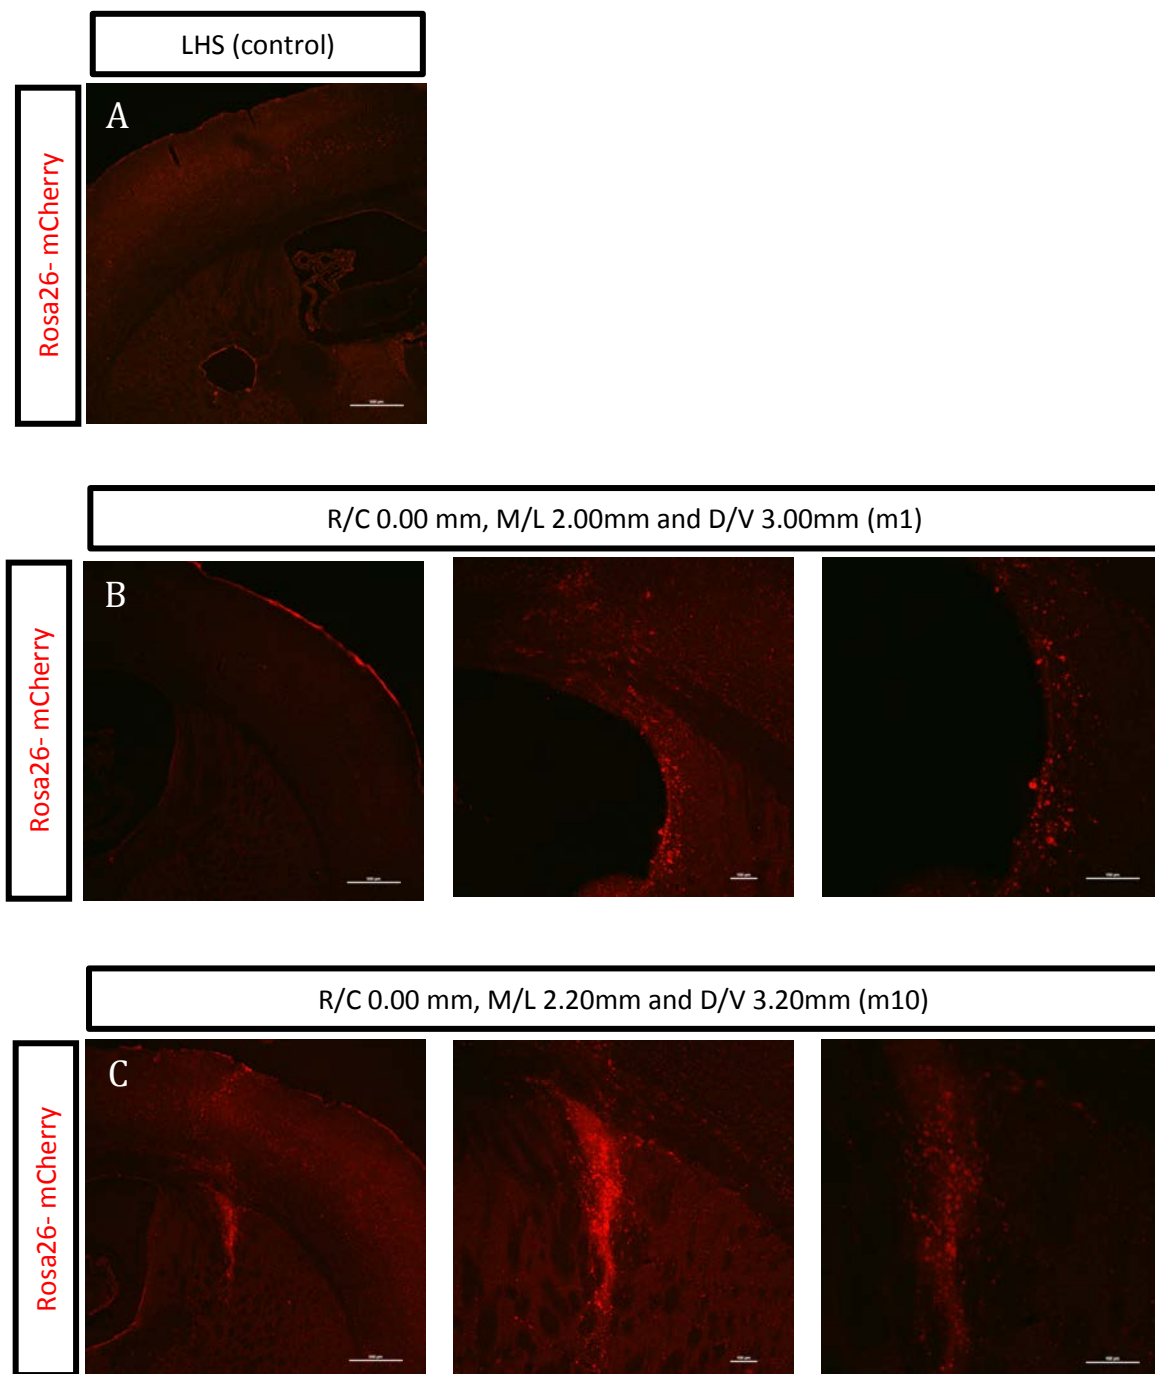 LHS (control)
Rosa26- mCherry
A
R/C 0.00 mm, M/L 2.00mm and D/V 3.00mm (m1)
Rosa26- mCherry
B
R/C 0.00 mm, M/L 2.20mm and D/V 3.20mm (m10)
Rosa26- mCherry
C